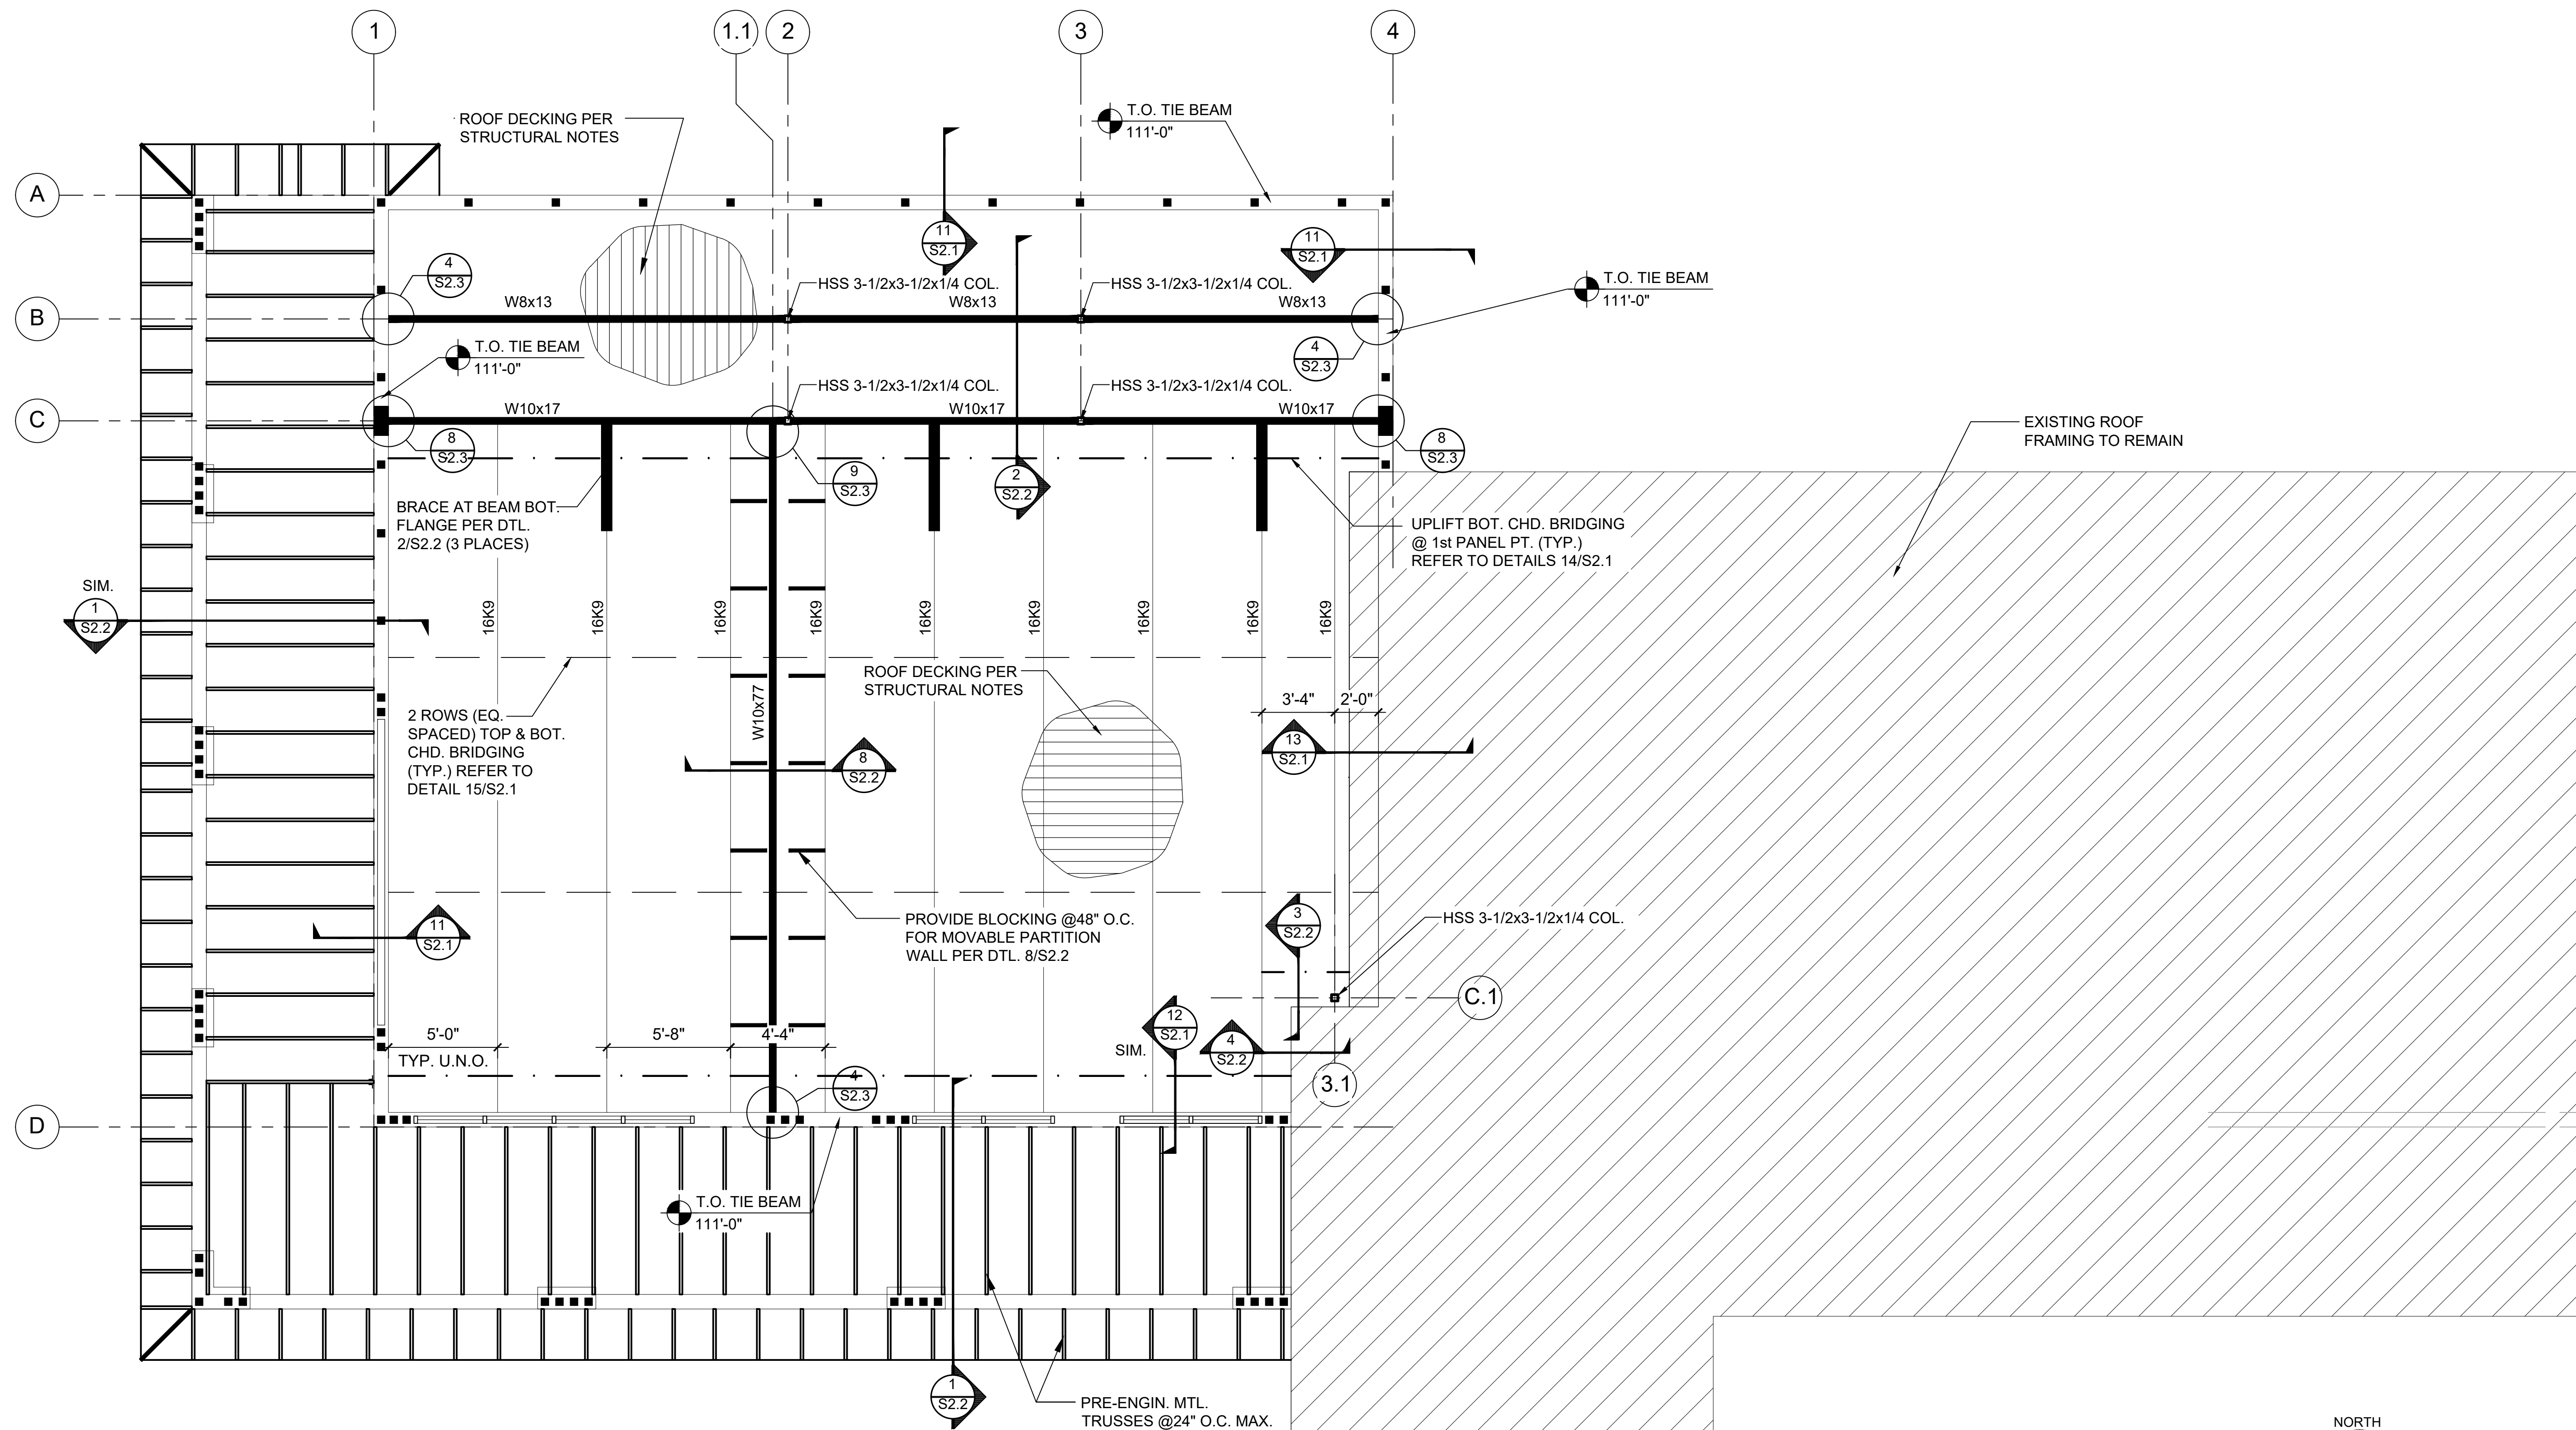 1
1.1
2
3
4
ROOF DECKING PER
STRUCTURAL NOTES
T.O. TIE BEAM
111'-0"
A
11
S2.1
11
S2.1
4
S2.3
HSS 3-1/2x3-1/2x1/4 COL.
HSS 3-1/2x3-1/2x1/4 COL.
T.O. TIE BEAM
111'-0"
W8x13
W8x13
W8x13
B
T.O. TIE BEAM
111'-0"
4
S2.3
HSS 3-1/2x3-1/2x1/4 COL.
HSS 3-1/2x3-1/2x1/4 COL.
W10x17
W10x17
W10x17
C
EXISTING ROOF
FRAMING TO REMAIN
8
S2.3
9
S2.3
2
S2.2
8
S2.3
BRACE AT BEAM BOT.
FLANGE PER DTL.
2/S2.2 (3 PLACES)
UPLIFT BOT. CHD. BRIDGING
@ 1st PANEL PT. (TYP.)
REFER TO DETAILS 14/S2.1
SIM.
1
S2.2
16K9
16K9
16K9
16K9
16K9
16K9
16K9
16K9
16K9
ROOF DECKING PER
STRUCTURAL NOTES
W10x77
3'-4"
2'-0"
2 ROWS (EQ.
SPACED) TOP & BOT.
CHD. BRIDGING
(TYP.) REFER TO
DETAIL 15/S2.1
8
S2.2
13
S2.1
11
S2.1
PROVIDE BLOCKING @48" O.C.
FOR MOVABLE PARTITION
WALL PER DTL. 8/S2.2
3
S2.2
HSS 3-1/2x3-1/2x1/4 COL.
C.1
5'-0"
TYP. U.N.O.
5'-8"
4'-4"
12
S2.1
SIM.
4
S2.2
3.1
4
S2.3
D
T.O. TIE BEAM
111'-0"
1
S2.2
PRE-ENGIN. MTL.
TRUSSES @24" O.C. MAX.
NORTH